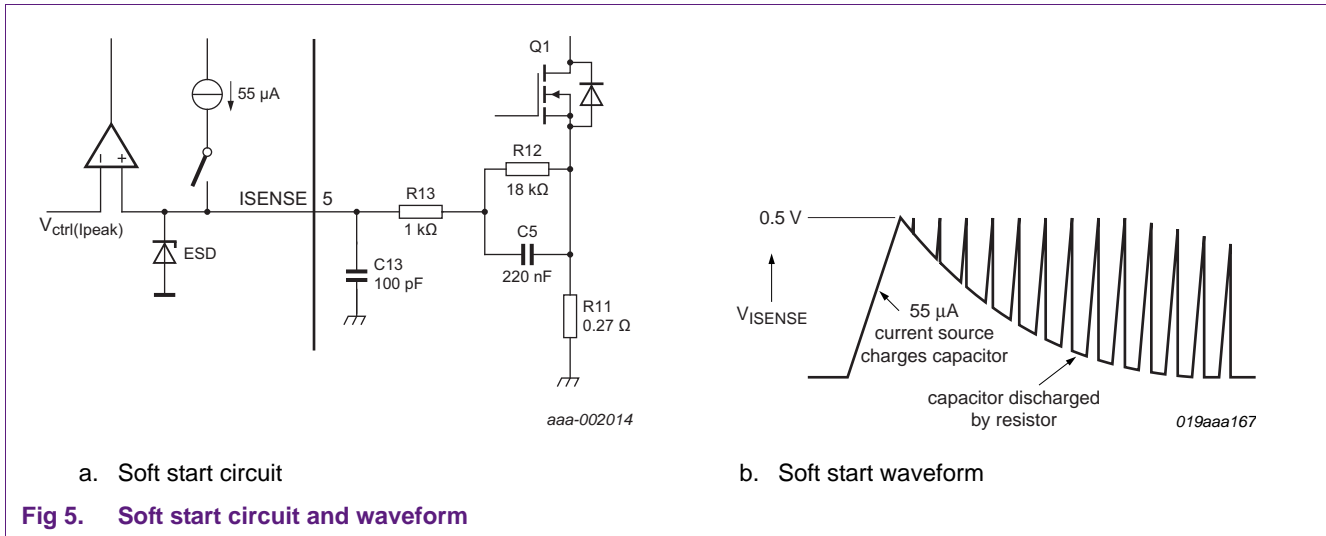 Q1
55 µA
R12
18 kΩ
ISENSE 5
R13
1 kΩ
V_ctrl(Ipeak)
ESD
C5
220 nF
C13
100 pF
R11
0.27 Ω
aaa-002014
0.5 V
V_ISENSE
55 µA
current source
charges capacitor
capacitor discharged
by resistor
019aaa167
a. Soft start circuit
b. Soft start waveform
Fig 5. Soft start circuit and waveform